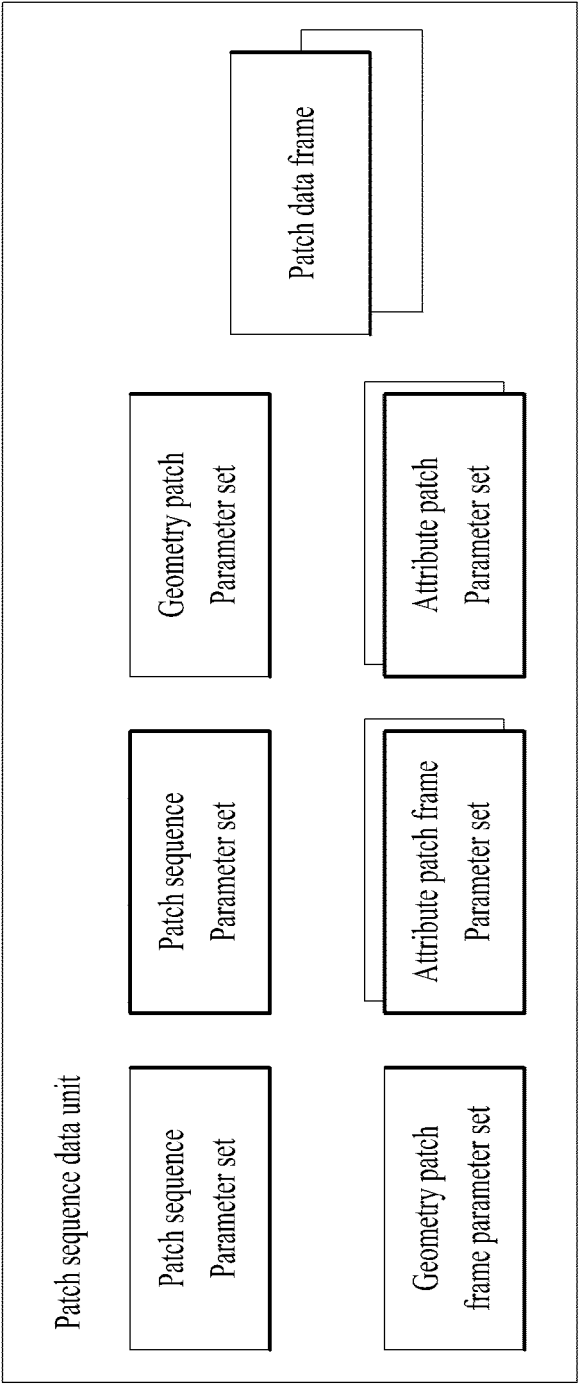 Patch sequence data unit
Patch sequence
Parameter set
Patch sequence
Parameter set
Geometry patch
Parameter set
Patch data frame
Geometry patch
frame parameter set
Attribute patch frame
Parameter set
Attribute patch
Parameter set